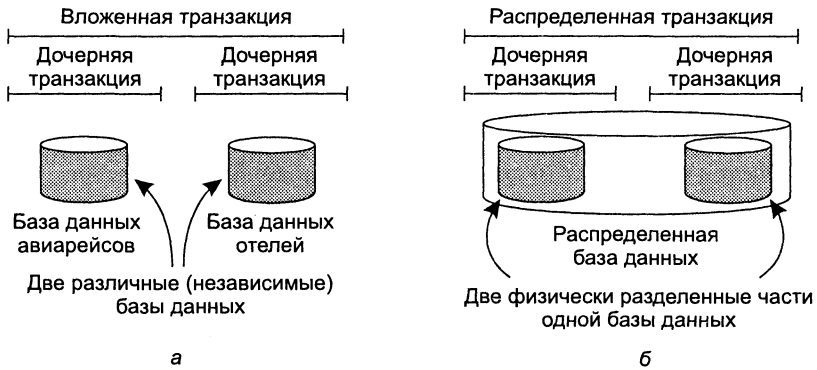 Вложенная транзакция
Дочерняя
транзакция
Дочерняя
транзакция
База данных
авиарейсов
База данных
отелей
Две различные (независимые)
базы данных
а
Распределенная транзакция
Дочерняя
транзакция
Дочерняя
транзакция
Распределенная
база данных
Две физически разделенные части
одной базы данных
б